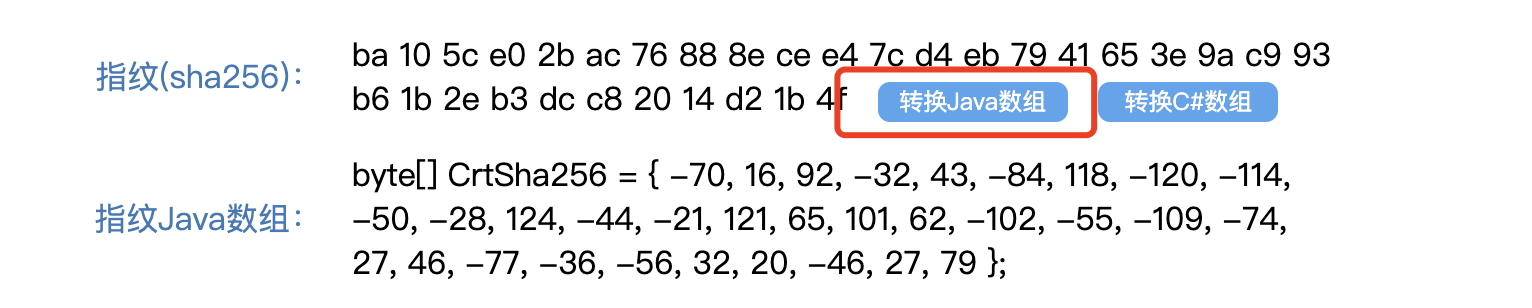 指纹(sha256): ba 10 5c e0 2b ac 76 88 8e ce e4 7c d4 eb 79 41 65 3e 9a c9 93
b6 1b 2e b3 dc c8 20 14 d2 1b 4f 转换Java数组 转换C#数组
指纹Java数组: byte[] CrtSha256 = { –70, 16, 92, –32, 43, –84, 118, –120, –114,
–50, –28, 124, –44, –21, 121, 65, 101, 62, –102, –55, –109, –74,
27, 46, –77, –36, –56, 32, 20, –46, 27, 79 };